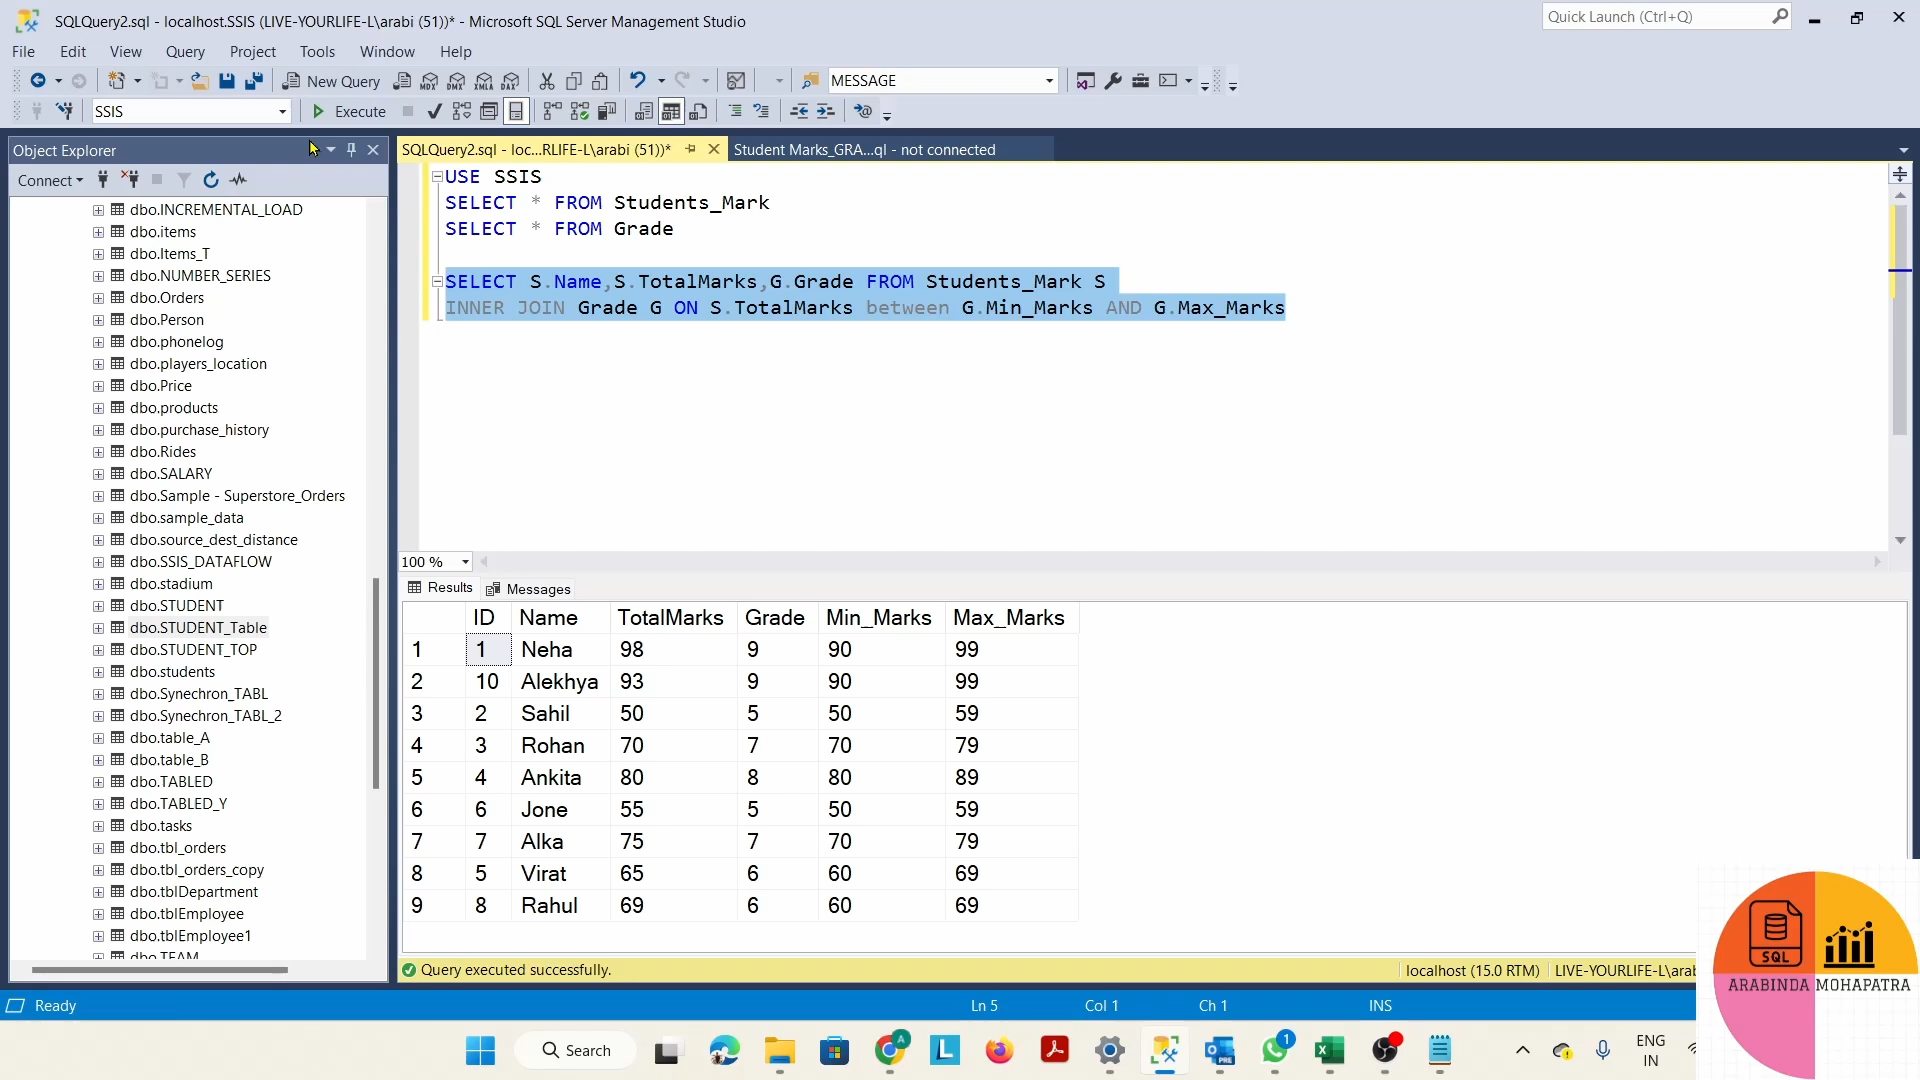 SQLQuery2.sql - localhost.SSIS (LIVE-YOURLIFE-L\arabi (51))* - Microsoft SQL Server Management Studio
Quick Launch (Ctrl+Q)
File Edit View Query Project Tools Window Help
New Query MDX DMX XMLA DAX MESSAGE
SSIS Execute
Object Explorer
Connect
dbo.INCREMENTAL_LOAD
dbo.items
dbo.Items_T
dbo.NUMBER_SERIES
dbo.Orders
dbo.Person
dbo.phonelog
dbo.players_location
dbo.Price
dbo.products
dbo.purchase_history
dbo.Rides
dbo.SALARY
dbo.Sample - Superstore_Orders
dbo.sample_data
dbo.source_dest_distance
dbo.SSIS_DATAFLOW
dbo.stadium
dbo.STUDENT
dbo.STUDENT_Table
dbo.STUDENT_TOP
dbo.students
dbo.Synechron_TABL
dbo.Synechron_TABL_2
dbo.table_A
dbo.table_B
dbo.TABLED
dbo.TABLED_Y
dbo.tasks
dbo.tbl_orders
dbo.tbl_orders_copy
dbo.tblDepartment
dbo.tblEmployee
dbo.tblEmployee1
dbo.TEAM
SQLQuery2.sql - loc...RLIFE-L\arabi (51))* Student Marks_GRA...ql - not connected
USE SSIS
SELECT * FROM Students_Mark
SELECT * FROM Grade
SELECT S.Name,S.TotalMarks,G.Grade FROM Students_Mark S
INNER JOIN Grade G ON S.TotalMarks between G.Min_Marks AND G.Max_Marks
100 %
Results Messages
ID Name TotalMarks Grade Min_Marks Max_Marks
1 1 Neha 98 9 90 99
2 10 Alekhya 93 9 90 99
3 2 Sahil 50 5 50 59
4 3 Rohan 70 7 70 79
5 4 Ankita 80 8 80 89
6 6 Jone 55 5 50 59
7 7 Alka 75 7 70 79
8 5 Virat 65 6 60 69
9 8 Rahul 69 6 60 69
Query executed successfully. localhost (15.0 RTM) LIVE-YOURLIFE-L\arab
Ready Ln 5 Col 1 Ch 1 INS
SQL
ARABINDA MOHAPATRA
Search A L PRE 1 ENG
IN